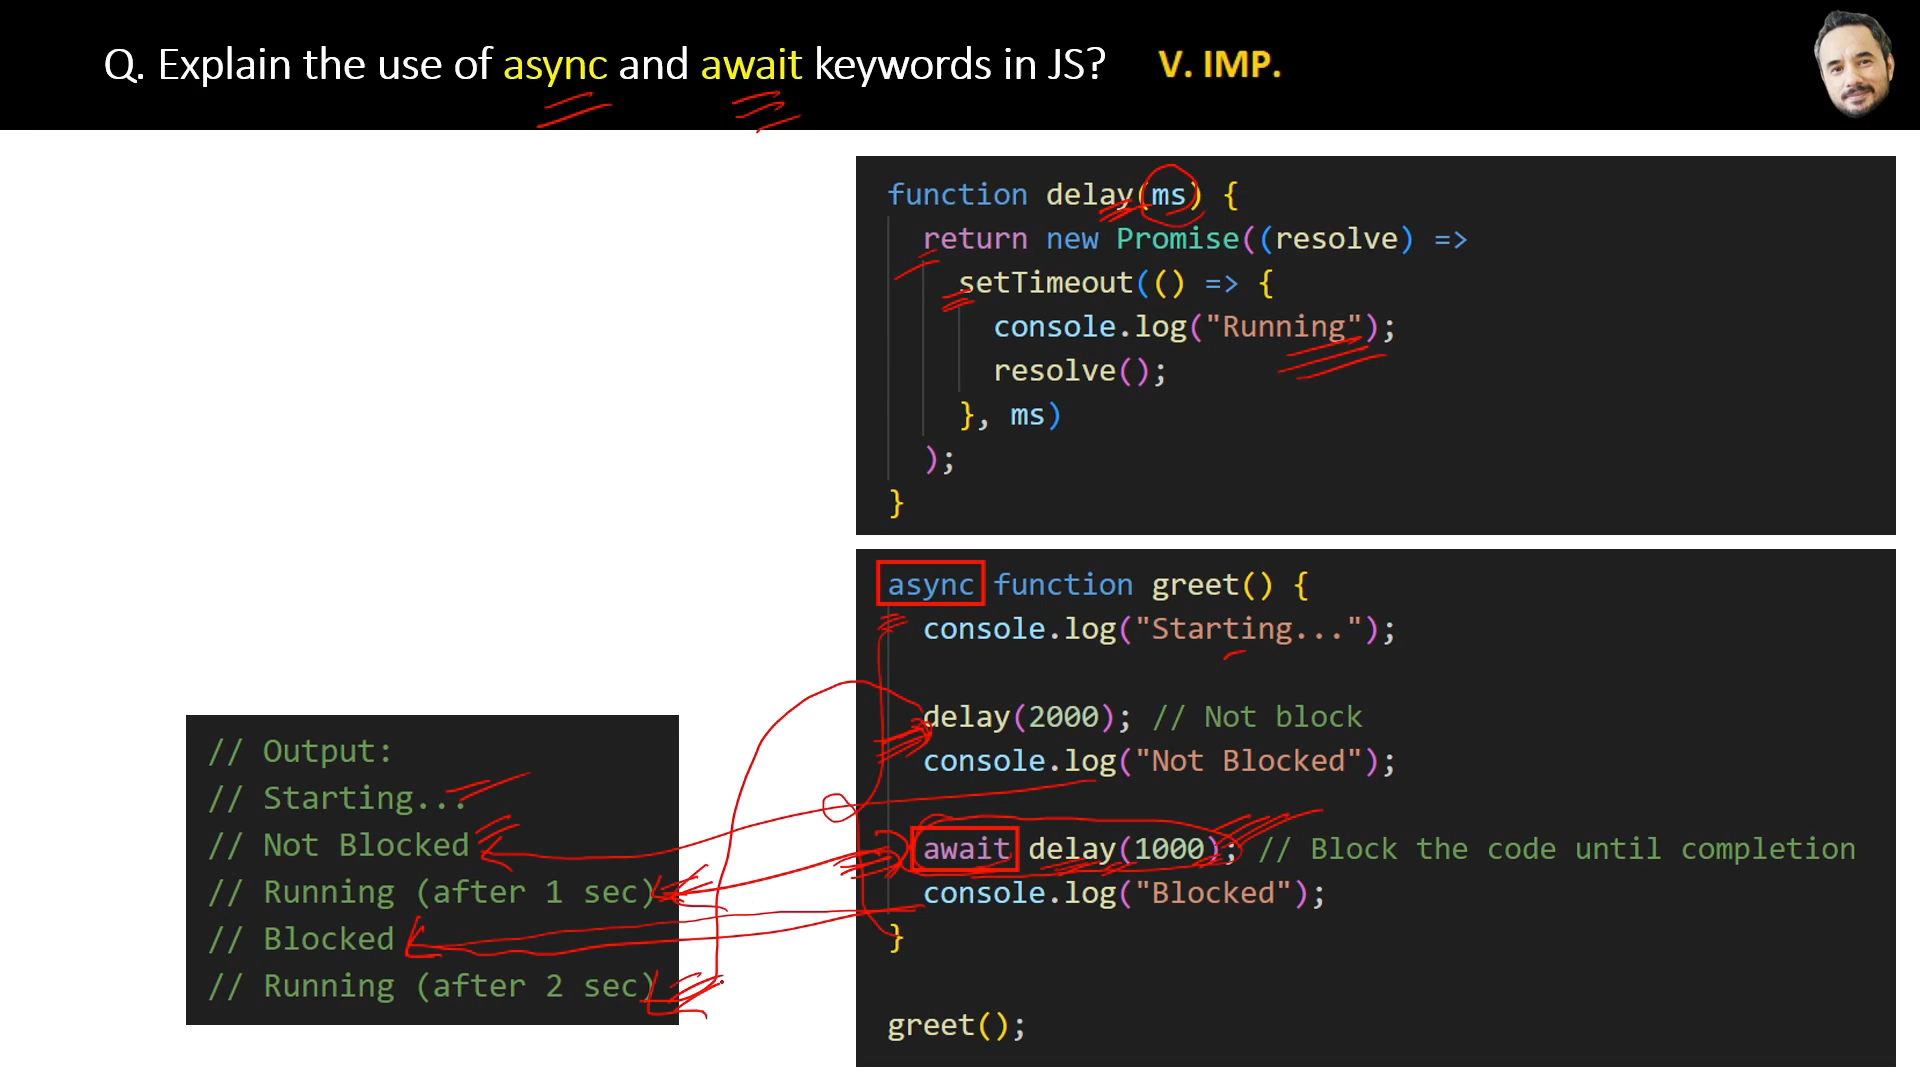 Q. Explain the use of async and await keywords in JS? V. IMP.
function delay(ms) {
return new Promise((resolve) =>
setTimeout(() => {
console.log("Running");
resolve();
}, ms)
);
}
async function greet() {
console.log("Starting...");
delay(2000); // Not block
console.log("Not Blocked");
await delay(1000); // Block the code until completion
console.log("Blocked");
}
greet();
// Output:
// Starting...
// Not Blocked
// Running (after 1 sec)
// Blocked
// Running (after 2 sec)